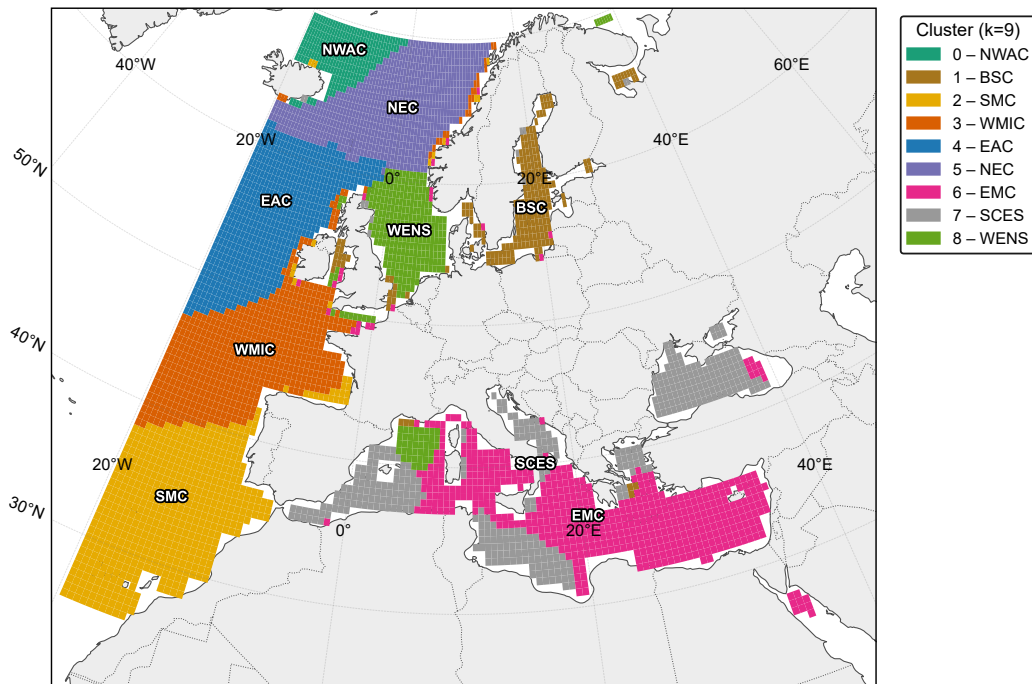 NWAC
40°W
60°E
NEC
20°W
40°E
50°N
0°
20°E
EAC
BSC
WENS
40°N
WMIC
20°W
SCES
40°E
SMC
30°N
EMC
0°
20°E
Cluster (k=9)
0 – NWAC
1 – BSC
2 – SMC
3 – WMIC
4 – EAC
5 – NEC
6 – EMC
7 – SCES
8 – WENS